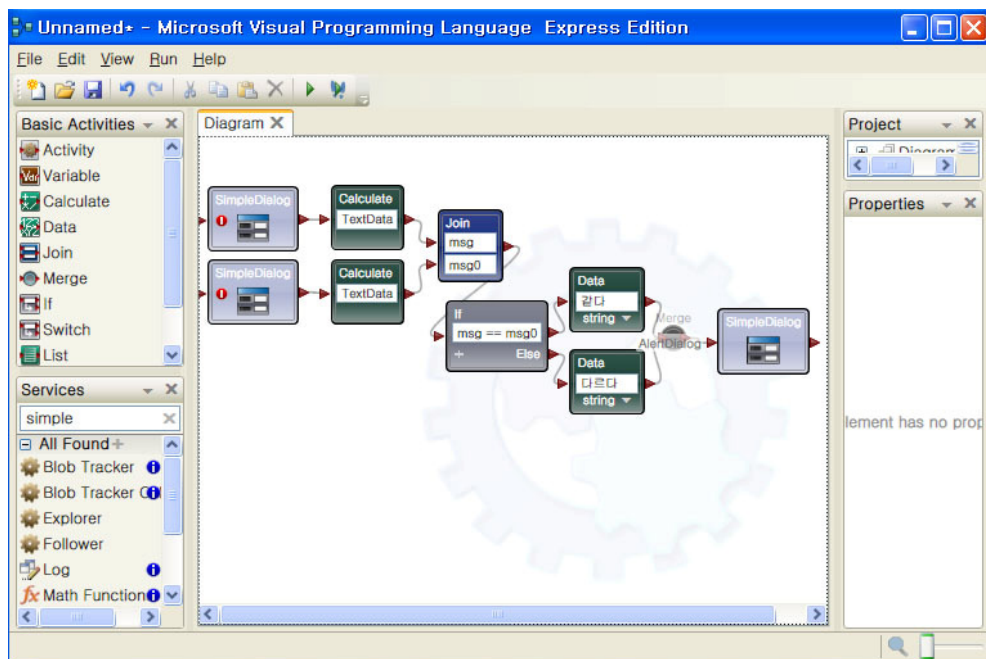 Unnamed* - Microsoft Visual Programming Language Express Edition
File Edit View Run Help
Basic Activities
Activity
Variable
Calculate
Data
Join
Merge
If
Switch
List
Services
simple
All Found
Blob Tracker
Blob Tracker
Explorer
Follower
Log
Math Function
Diagram
SimpleDialog
Calculate
TextData
SimpleDialog
Calculate
TextData
Join
msg
msg0
If
msg == msg0
Else
Data
같다
string
Data
다르다
string
Merge
AlertDialog
SimpleDialog
Project
Diagram
Properties
lement has no prop